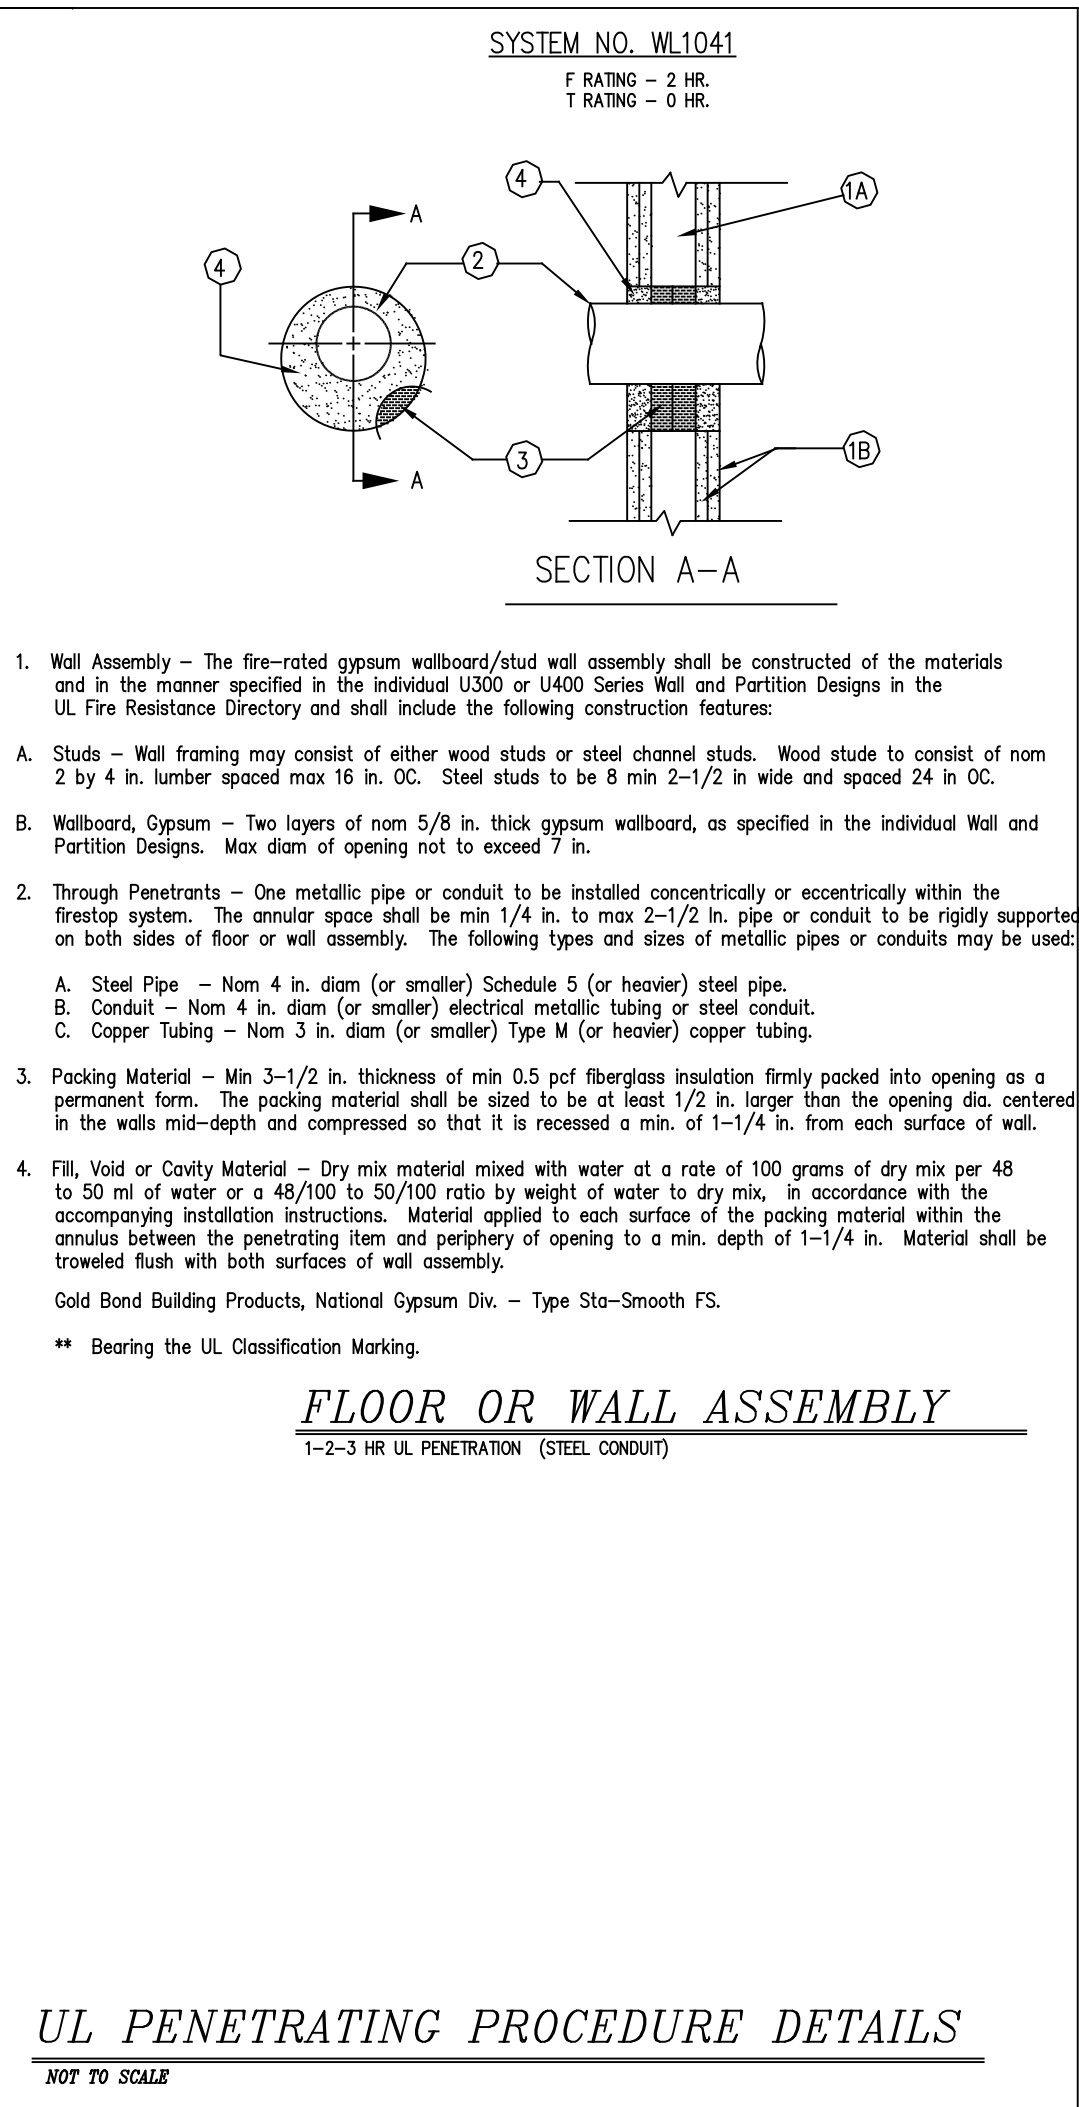 SYSTEM NO. WL1041
F RATING – 2 HR.
T RATING – 0 HR.
4
1A
A
4
2
3
1B
A
SECTION A–A
1. Wall Assembly – The fire–rated gypsum wallboard/stud wall assembly shall be constructed of the materials
and in the manner specified in the individual U300 or U400 Series Wall and Partition Designs in the
UL Fire Resistance Directory and shall include the following construction features:
A. Studs – Wall framing may consist of either wood studs or steel channel studs. Wood stude to consist of nom
2 by 4 in. lumber spaced max 16 in. OC. Steel studs to be 8 min 2–1/2 in wide and spaced 24 in OC.
B. Wallboard, Gypsum – Two layers of nom 5/8 in. thick gypsum wallboard, as specified in the individual Wall and
Partition Designs. Max diam of opening not to exceed 7 in.
2. Through Penetrants – One metallic pipe or conduit to be installed concentrically or eccentrically within the
firestop system. The annular space shall be min 1/4 in. to max 2–1/2 In. pipe or conduit to be rigidly supported
on both sides of floor or wall assembly. The following types and sizes of metallic pipes or conduits may be used:
A. Steel Pipe – Nom 4 in. diam (or smaller) Schedule 5 (or heavier) steel pipe.
B. Conduit – Nom 4 in. diam (or smaller) electrical metallic tubing or steel conduit.
C. Copper Tubing – Nom 3 in. diam (or smaller) Type M (or heavier) copper tubing.
3. Packing Material – Min 3–1/2 in. thickness of min 0.5 pcf fiberglass insulation firmly packed into opening as a
permanent form. The packing material shall be sized to be at least 1/2 in. larger than the opening dia. centered
in the walls mid–depth and compressed so that it is recessed a min. of 1–1/4 in. from each surface of wall.
4. Fill, Void or Cavity Material – Dry mix material mixed with water at a rate of 100 grams of dry mix per 48
to 50 ml of water or a 48/100 to 50/100 ratio by weight of water to dry mix, in accordance with the
accompanying installation instructions. Material applied to each surface of the packing material within the
annulus between the penetrating item and periphery of opening to a min. depth of 1–1/4 in. Material shall be
troweled flush with both surfaces of wall assembly.
Gold Bond Building Products, National Gypsum Div. – Type Sta–Smooth FS.
** Bearing the UL Classification Marking.
FLOOR OR WALL ASSEMBLY
1–2–3 HR UL PENETRATION (STEEL CONDUIT)
UL PENETRATING PROCEDURE DETAILS
NOT TO SCALE